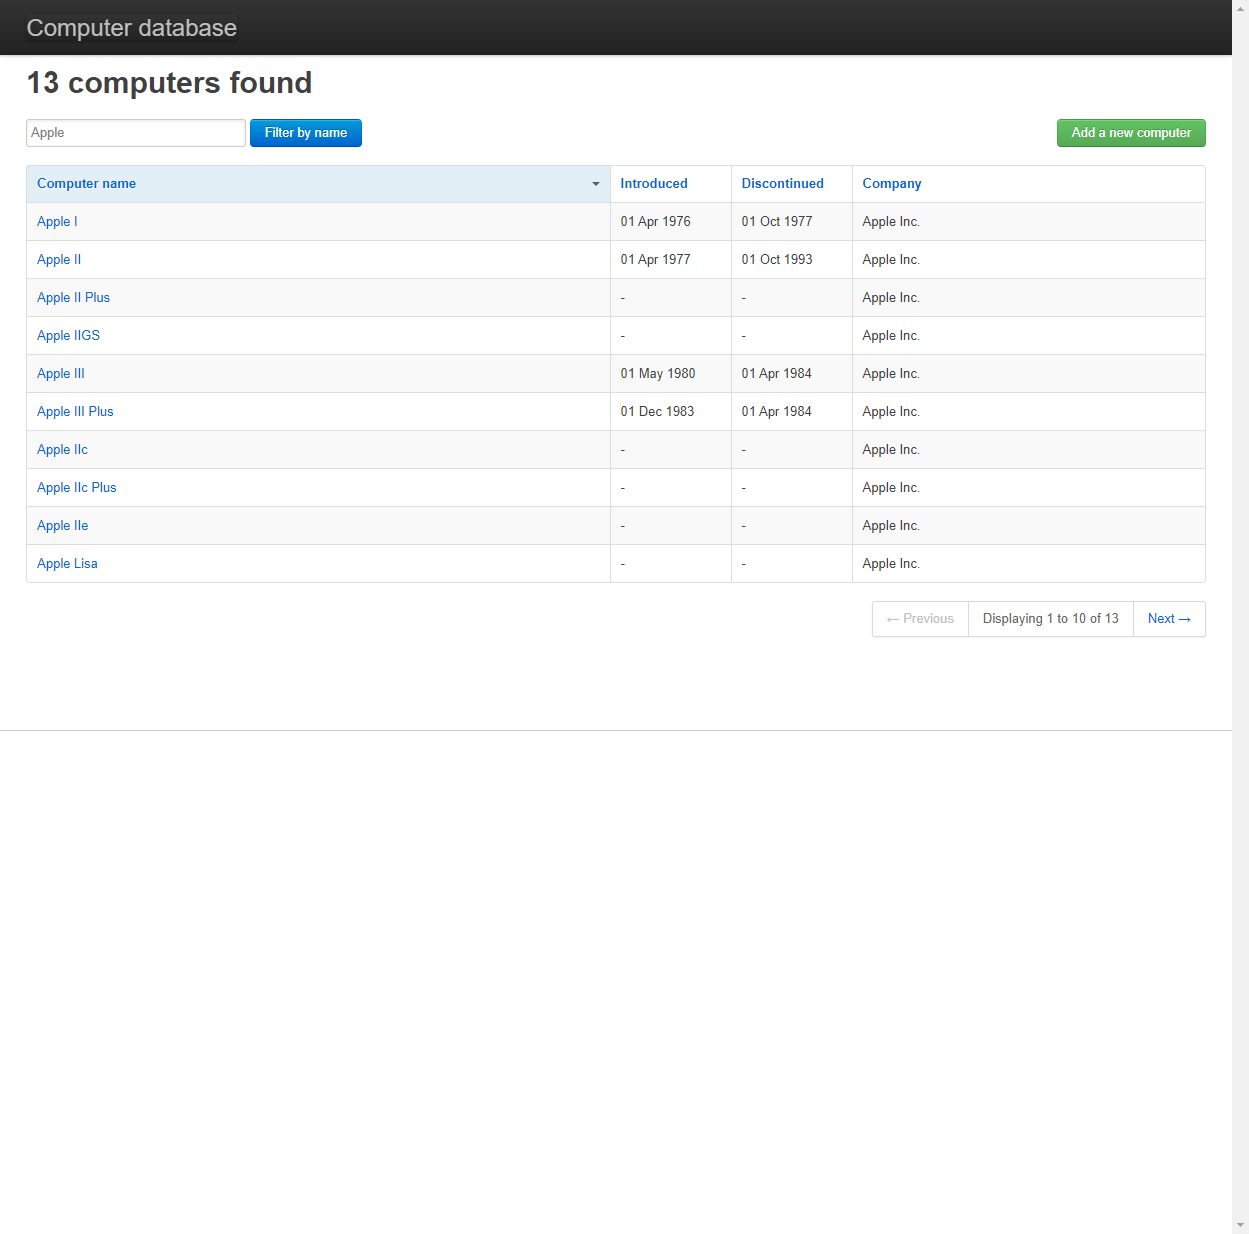 Computer database
13 computers found
Apple Filter by name Add a new computer
Computer name Introduced Discontinued Company
Apple I 01 Apr 1976 01 Oct 1977 Apple Inc.
Apple II 01 Apr 1977 01 Oct 1993 Apple Inc.
Apple II Plus - - Apple Inc.
Apple IIGS - - Apple Inc.
Apple III 01 May 1980 01 Apr 1984 Apple Inc.
Apple III Plus 01 Dec 1983 01 Apr 1984 Apple Inc.
Apple IIc - - Apple Inc.
Apple IIc Plus - - Apple Inc.
Apple IIe - - Apple Inc.
Apple Lisa - - Apple Inc.
← Previous Displaying 1 to 10 of 13 Next →